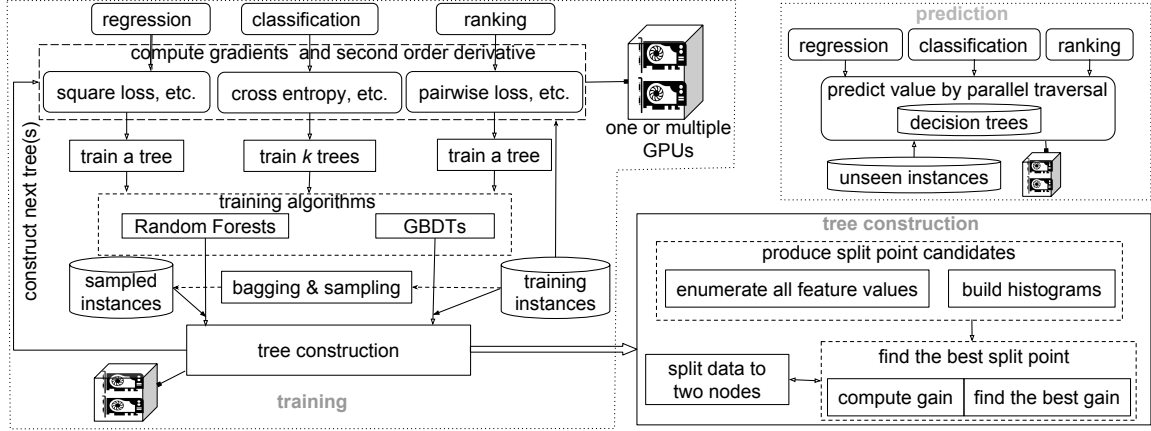 regression
classification
ranking
compute gradients and second order derivative
square loss, etc.
cross entropy, etc.
pairwise loss, etc.
one or multiple
GPUs
train a tree
train k trees
train a tree
training algorithms
Random Forests
GBDTs
sampled
instances
bagging & sampling
training
instances
tree construction
construct next tree(s)
training
prediction
regression
classification
ranking
predict value by parallel traversal
decision trees
unseen instances
tree construction
produce split point candidates
enumerate all feature values
build histograms
find the best split point
split data to
two nodes
compute gain
find the best gain